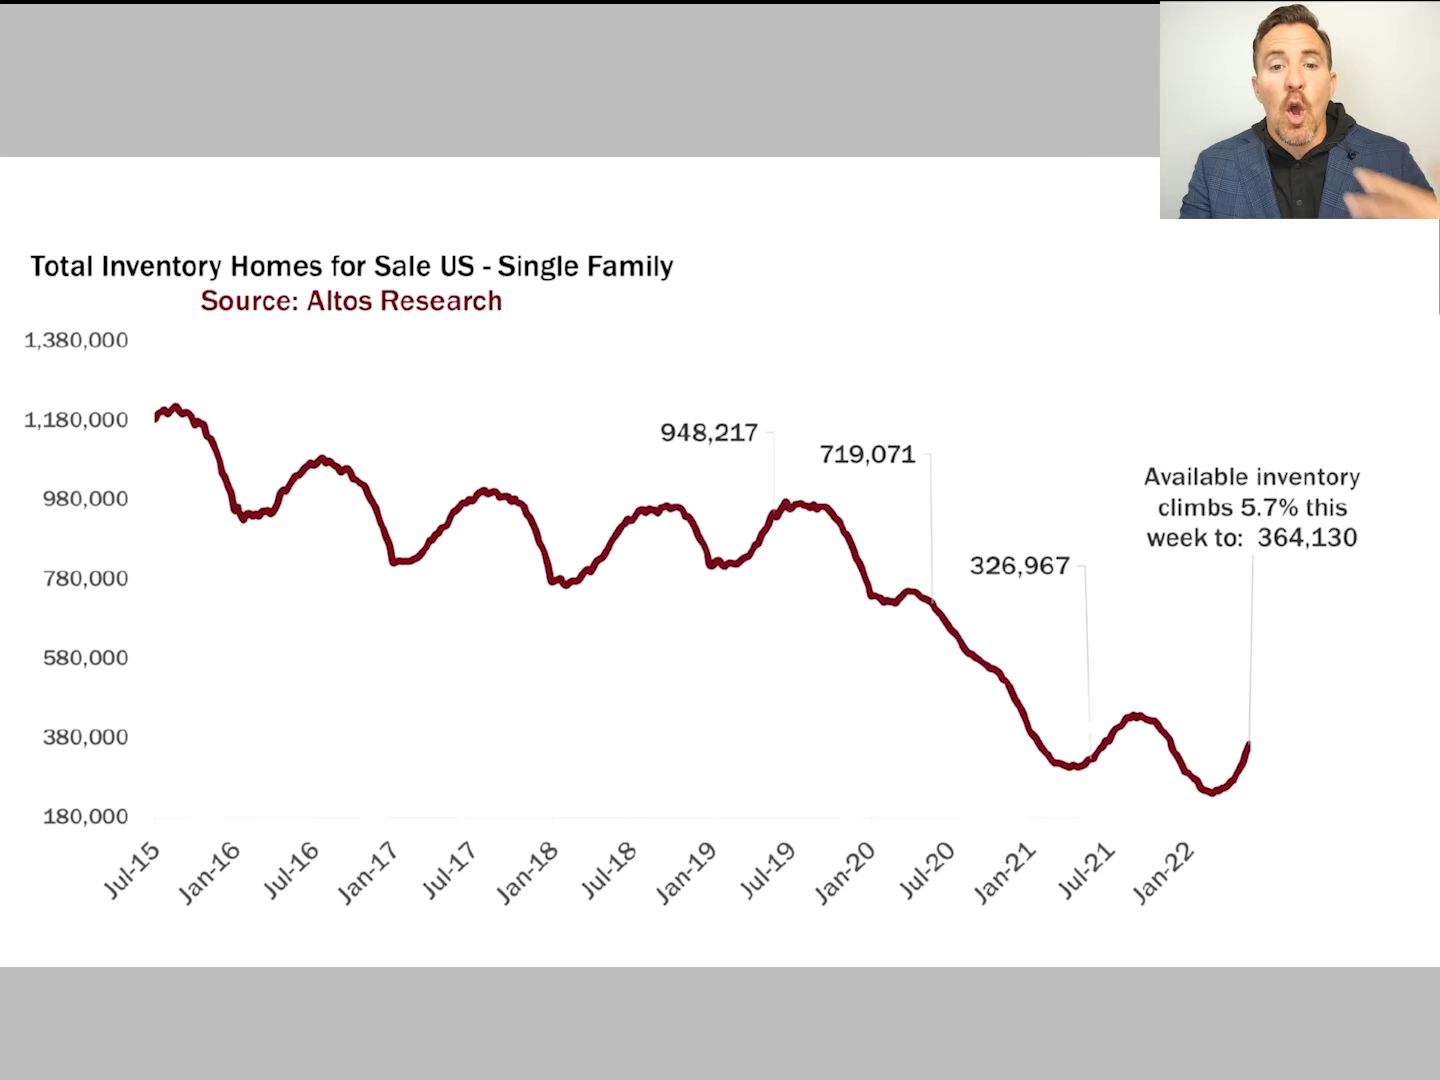 Total Inventory Homes for Sale US - Single Family
Source: Altos Research
1,380,000
1,180,000
980,000
780,000
580,000
380,000
180,000
948,217
719,071
326,967
Available inventory
climbs 5.7% this
week to: 364,130
Jul-15
Jan-16
Jul-16
Jan-17
Jul-17
Jan-18
Jul-18
Jan-19
Jul-19
Jan-20
Jul-20
Jan-21
Jul-21
Jan-22